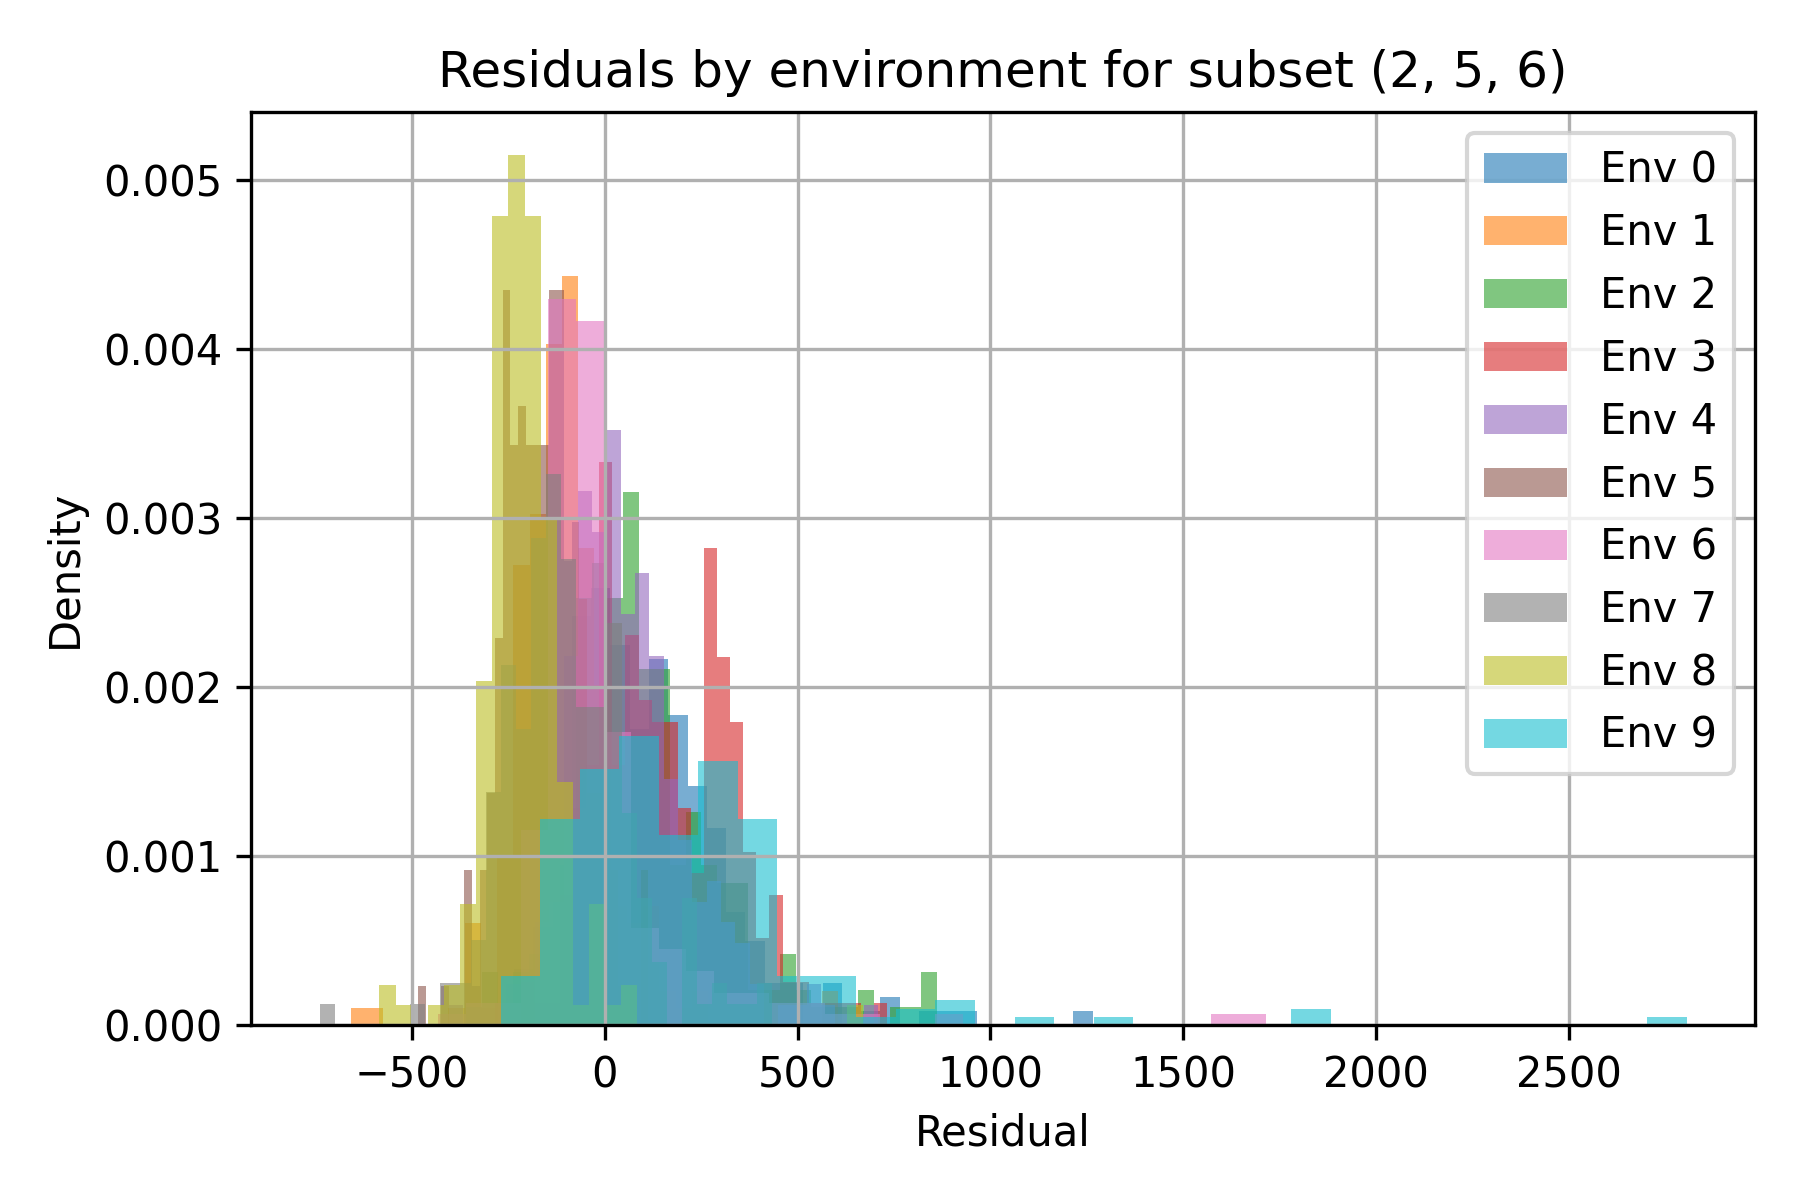 Residuals by environment for subset (2, 5, 6)
Density
0.005
0.004
0.003
0.002
0.001
0.000
−500
0
500
1000
1500
2000
2500
Residual
Env 0
Env 1
Env 2
Env 3
Env 4
Env 5
Env 6
Env 7
Env 8
Env 9